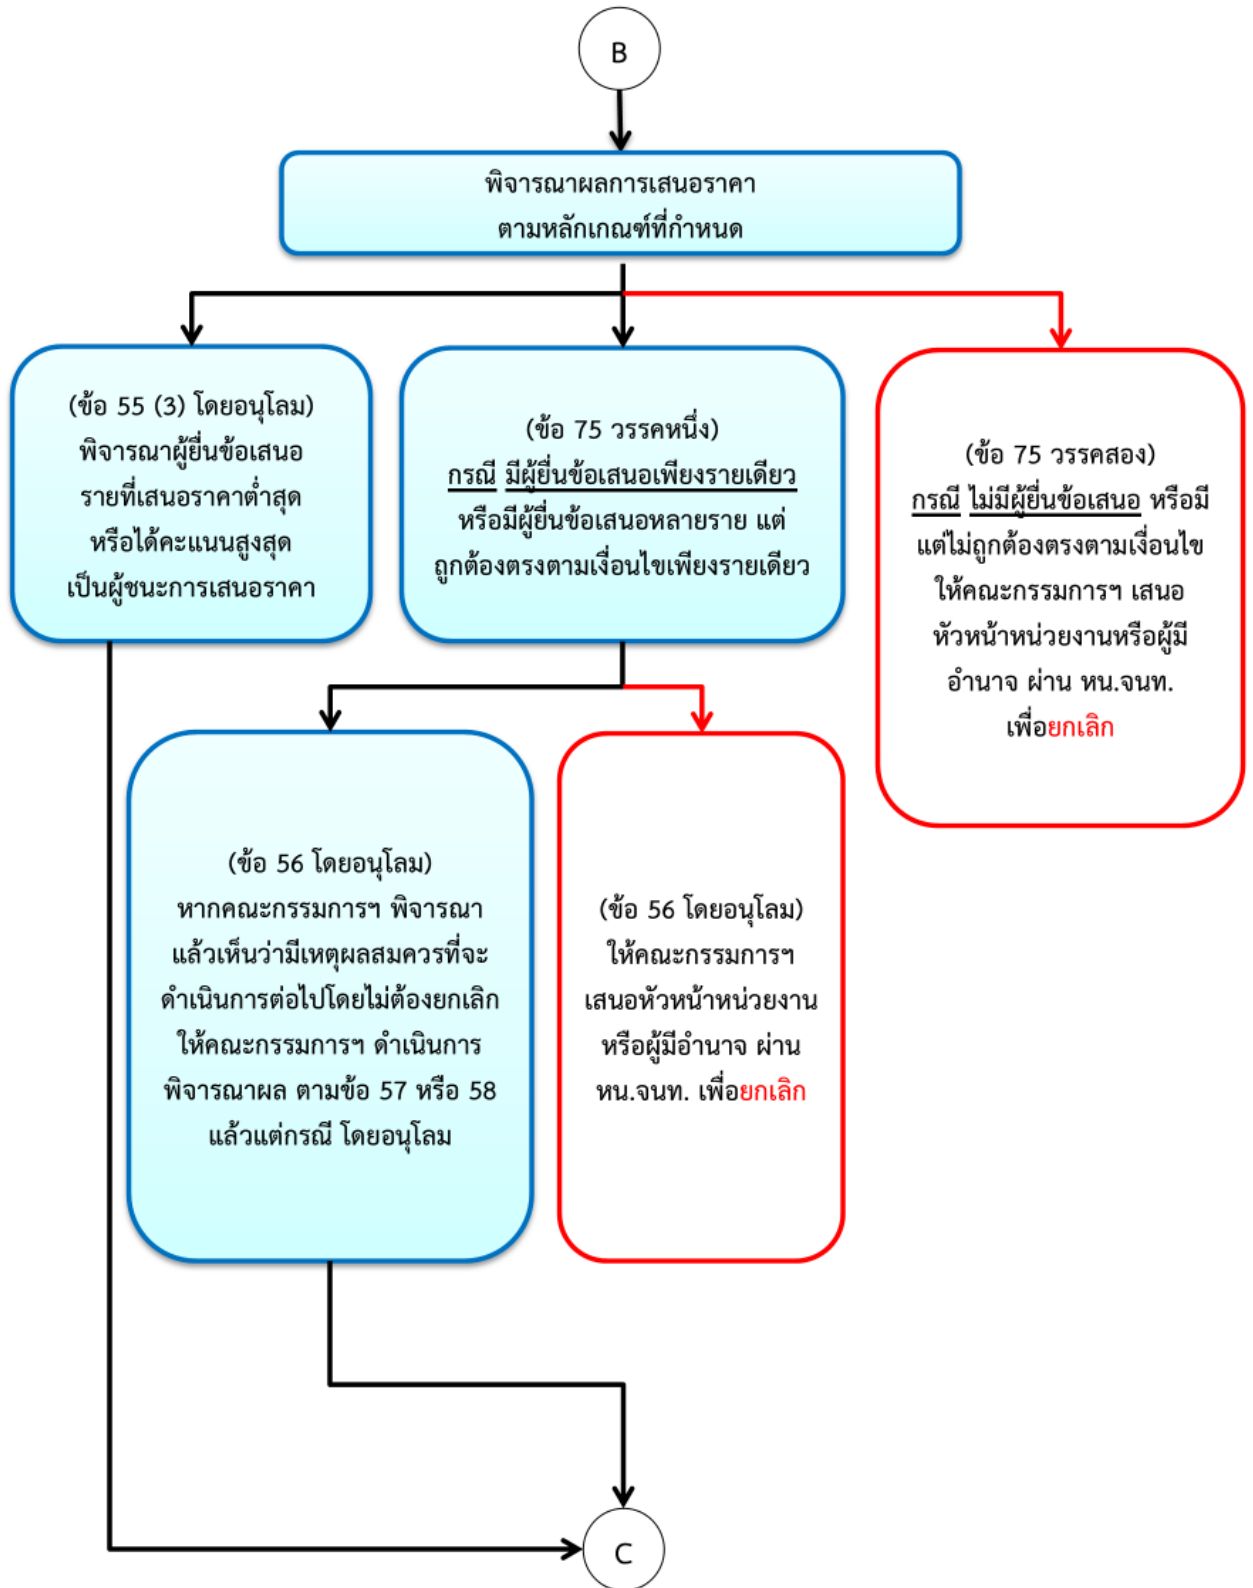 B
พิจารณาผลการเสนอราคา
ตามหลักเกณฑ์ที่กำหนด
(ข้อ 55 (3) โดยอนุโลม)
พิจารณาผู้ยื่นข้อเสนอ
รายที่เสนอราคาต่ำสุด
หรือได้คะแนนสูงสุด
เป็นผู้ชนะการเสนอราคา
(ข้อ 75 วรรคหนึ่ง)
กรณี มีผู้ยื่นข้อเสนอเพียงรายเดียว
หรือมีผู้ยื่นข้อเสนอหลายราย แต่
ถูกต้องตรงตามเงื่อนไขเพียงรายเดียว
(ข้อ 75 วรรคสอง)
กรณี ไม่มีผู้ยื่นข้อเสนอ หรือมี
แต่ไม่ถูกต้องตรงตามเงื่อนไข
ให้คณะกรรมการฯ เสนอ
หัวหน้าหน่วยงานหรือผู้มี
อำนาจ ผ่าน หน.จนท.
เพื่อยกเลิก
(ข้อ 56 โดยอนุโลม)
หากคณะกรรมการฯ พิจารณา
แล้วเห็นว่ามีเหตุผลสมควรที่จะ
ดำเนินการต่อไปโดยไม่ต้องยกเลิก
ให้คณะกรรมการฯ ดำเนินการ
พิจารณาผล ตามข้อ 57 หรือ 58
แล้วแต่กรณี โดยอนุโลม
(ข้อ 56 โดยอนุโลม)
ให้คณะกรรมการฯ
เสนอหัวหน้าหน่วยงาน
หรือผู้มีอำนาจ ผ่าน
หน.จนท. เพื่อยกเลิก
C